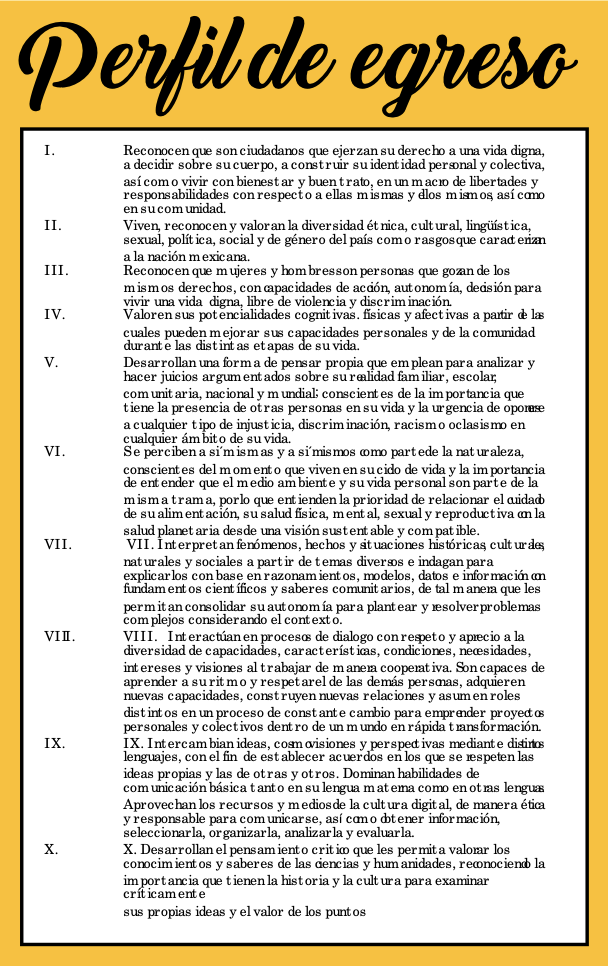 Perfil de egreso
I. Reconocen que son ciudadanos que ejerzan su derecho a una vida digna,
a decidir sobre su cuerpo, a construir su identidad personal y colectiva,
así como vivir con bienestar y buen trato, en un macro de libertades y
responsabilidades con respecto a ellas mismas y ellos mismos, así como
en su comunidad.
II. Viven, reconocen y valoran la diversidad étnica, cultural, lingüística,
sexual, política, social y de género del país como rasgos que caracterizan
a la nación mexicana.
III. Reconocen que mujeres y hombres son personas que gozan de los
mismos derechos, con capacidades de acción, autonomía, decisión para
vivir una vida digna, libre de violencia y discriminación.
IV. Valoren sus potencialidades cognitivas. físicas y afectivas a partir de las
cuales pueden mejorar sus capacidades personales y de la comunidad
durante las distintas etapas de su vida.
V. Desarrollan una forma de pensar propia que emplean para analizar y
hacer juicios argumentados sobre su realidad familiar, escolar,
comunitaria, nacional y mundial; conscientes de la importancia que
tiene la presencia de otras personas en su vida y la urgencia de oponerse
a cualquier tipo de injusticia, discriminación, racismo o clasismo en
cualquier ámbito de su vida.
VI. Se perciben a sí mismas y a sí mismos como parte de la naturaleza,
conscientes del momento que viven en su ciclo de vida y la importancia
de entender que el medio ambiente y su vida personal son parte de la
misma trama, por lo que entienden la prioridad de relacionar el cuidado
de su alimentación, su salud física, mental, sexual y reproductiva con la
salud planetaria desde una visión sustentable y compatible.
VII. VII. Interpretan fenómenos, hechos y situaciones históricas, culturales,
naturales y sociales a partir de temas diversos e indagan para
explicarlos con base en razonamientos, modelos, datos e información con
fundamentos científicos y saberes comunitarios, de tal manera que les
permitan consolidar su autonomía para plantear y resolver problemas
complejos considerando el contexto.
VIII. VIII. Interactúan en procesos de dialogo con respeto y aprecio a la
diversidad de capacidades, características, condiciones, necesidades,
intereses y visiones al trabajar de manera cooperativa. Son capaces de
aprender a su ritmo y respetar el de las demás personas, adquieren
nuevas capacidades, construyen nuevas relaciones y asumen roles
distintos en un proceso de constante cambio para emprender proyectos
personales y colectivos dentro de un mundo en rápida transformación.
IX. IX. Intercambian ideas, cosmovisiones y perspectivas mediante distintos
lenguajes, con el fin de establecer acuerdos en los que se respeten las
ideas propias y las de otras y otros. Dominan habilidades de
comunicación básica tanto en su lengua materna como en otras lenguas.
Aprovechan los recursos y medios de la cultura digital, de manera ética
y responsable para comunicarse, así como obtener información,
seleccionarla, organizarla, analizarla y evaluarla.
X. X. Desarrollan el pensamiento critico que les permita valorar los
conocimientos y saberes de las ciencias y humanidades, reconociendo la
importancia que tienen la historia y la cultura para examinar
críticamente
sus propias ideas y el valor de los puntos